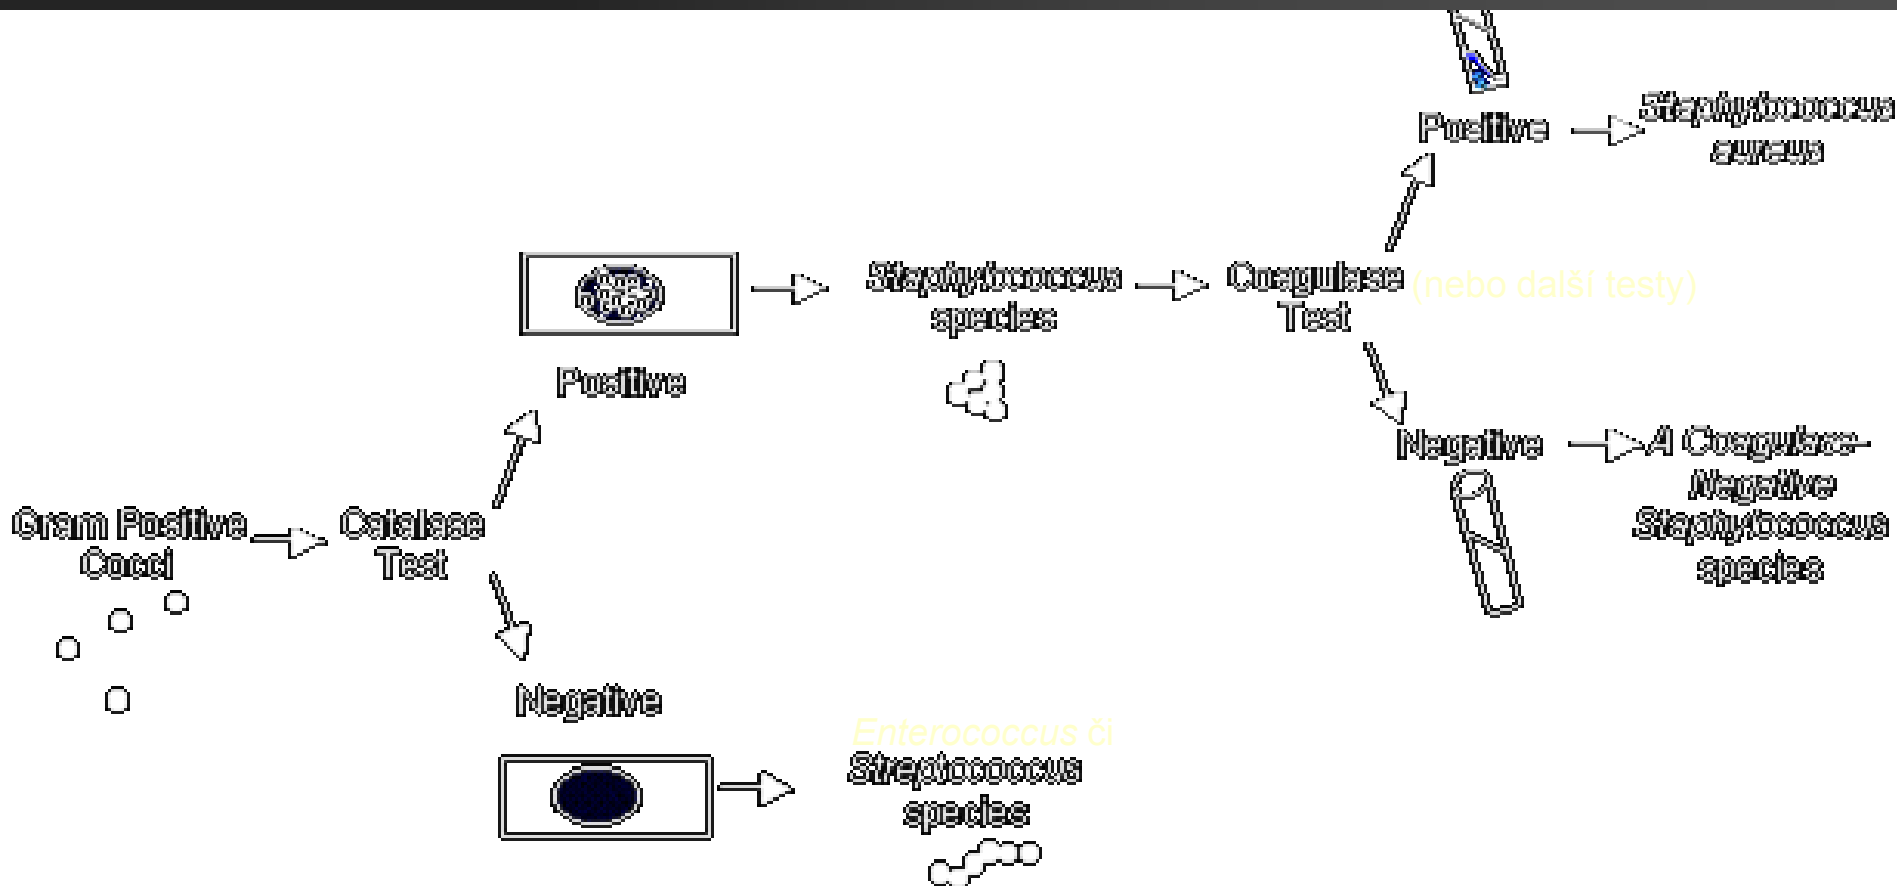 Gram Positive
Cocci
Catalase
Test
Positive
Staphylococcus
species
Coagulase (nebo další testy)
Test
Positive
Staphylococcus
aureus
Negative
A Coagulase-
Negative
Staphylococcus
species
Negative
Enterococcus či
Streptococcus
species